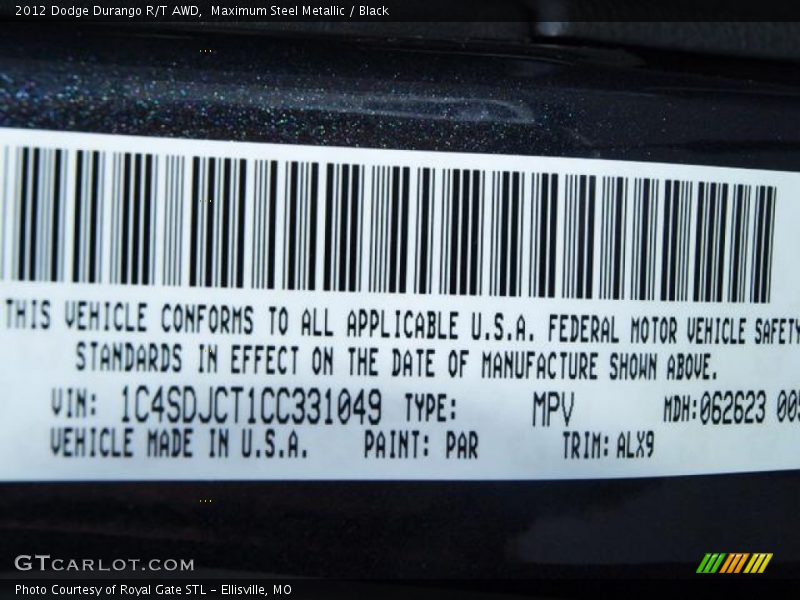 2012 Dodge Durango R/T AWD, Maximum Steel Metallic / Black
THIS VEHICLE CONFORMS TO ALL APPLICABLE U.S.A. FEDERAL MOTOR VEHICLE SAFETY
STANDARDS IN EFFECT ON THE DATE OF MANUFACTURE SHOWN ABOVE.
VIN: 1C4SDJCT1CC331049 TYPE: MPV MDH:062623
VEHICLE MADE IN U.S.A. PAINT: PAR TRIM: ALX9
GTCARLOT.COM
Photo Courtesy of Royal Gate STL - Ellisville, MO